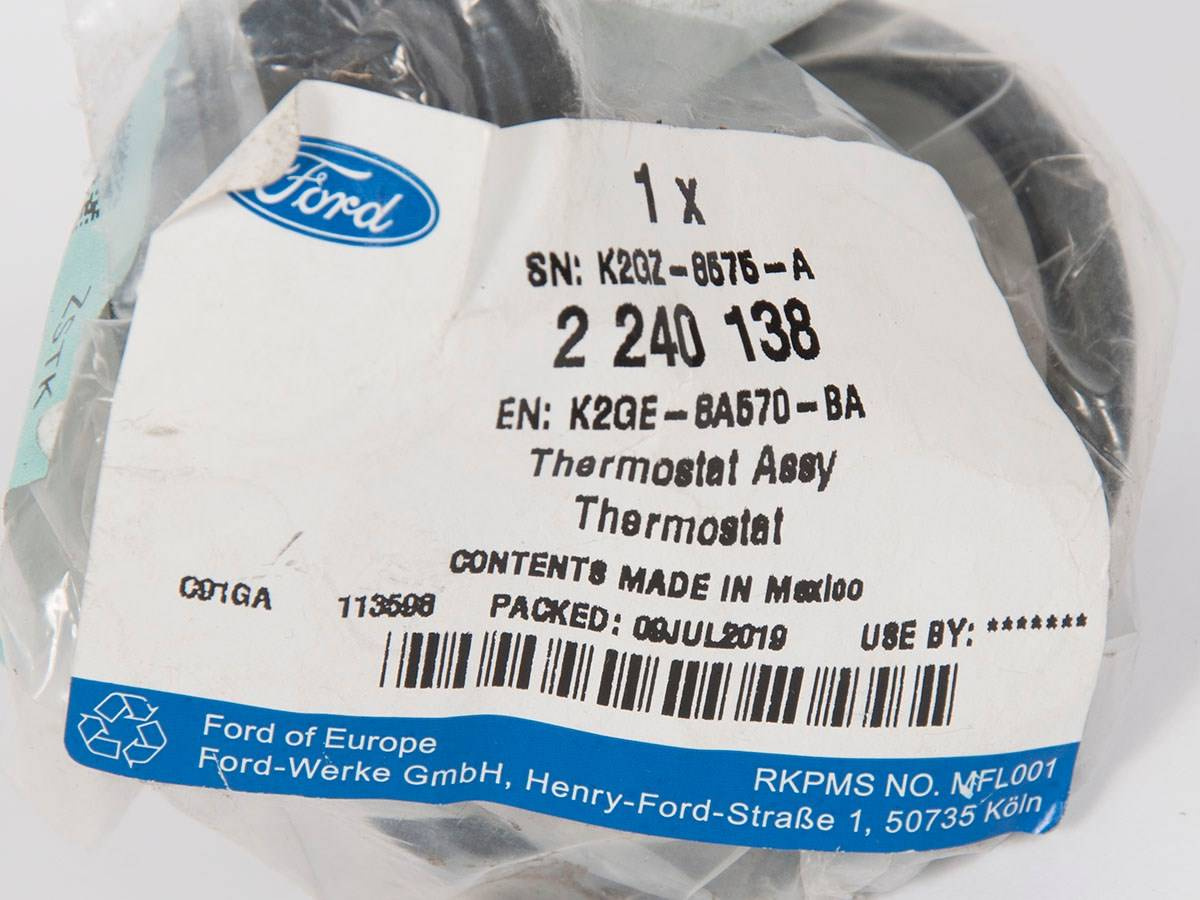 Ford
1 x
SN: K2GZ-8575-A
2 240 138
EN: K2GE-8A570-BA
Thermostat Assy
Thermostat
CONTENTS MADE IN Mexico
C91GA 113598 PACKED: 09JUL2019 USE BY: *******
Ford of Europe
Ford-Werke GmbH, Henry-Ford-Straße 1, 50735 Köln
RKPMS NO. MFL001
ZSTK